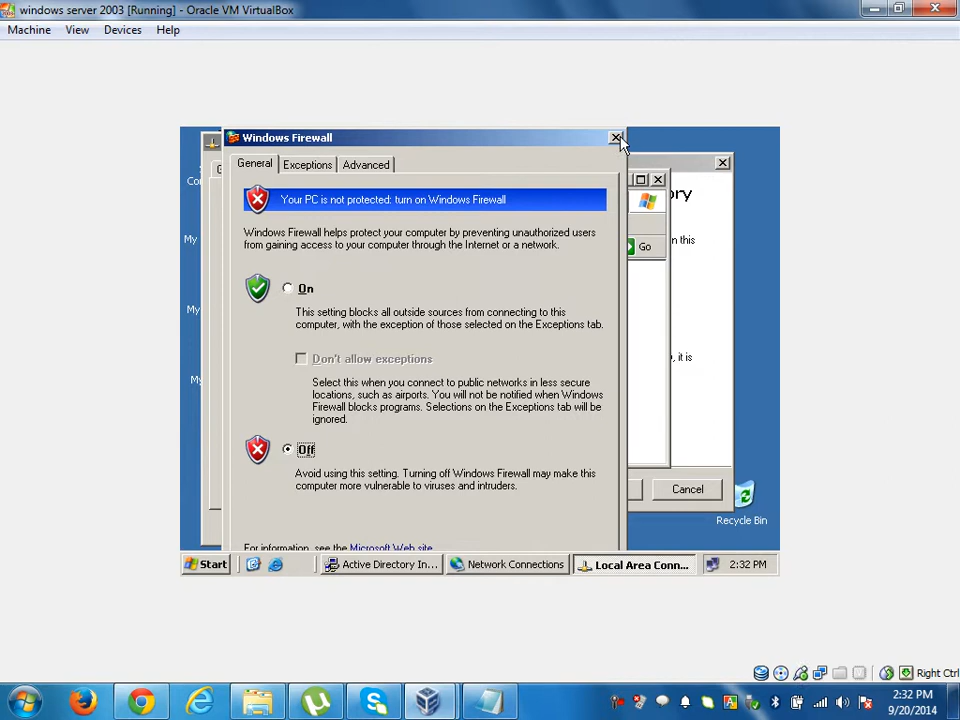 windows server 2003 [Running] - Oracle VM VirtualBox
Machine View Devices Help
Windows Firewall
General Exceptions Advanced
Your PC is not protected: turn on Windows Firewall
Windows Firewall helps protect your computer by preventing unauthorized users
from gaining access to your computer through the Internet or a network.
On
This setting blocks all outside sources from connecting to this
computer, with the exception of those selected on the Exceptions tab.
Don't allow exceptions
Select this when you connect to public networks in less secure
locations, such as airports. You will not be notified when Windows
Firewall blocks programs. Selections on the Exceptions tab will be
ignored.
Off
Avoid using this setting. Turning off Windows Firewall may make this
computer more vulnerable to viruses and intruders.
For information, see the Microsoft Web site.
My
My
Go
ory
n this
, it is
Cancel
Recycle Bin
Start
Active Directory In...
Network Connections
Local Area Conn...
2:32 PM
Right Ctrl
2:32 PM
9/20/2014